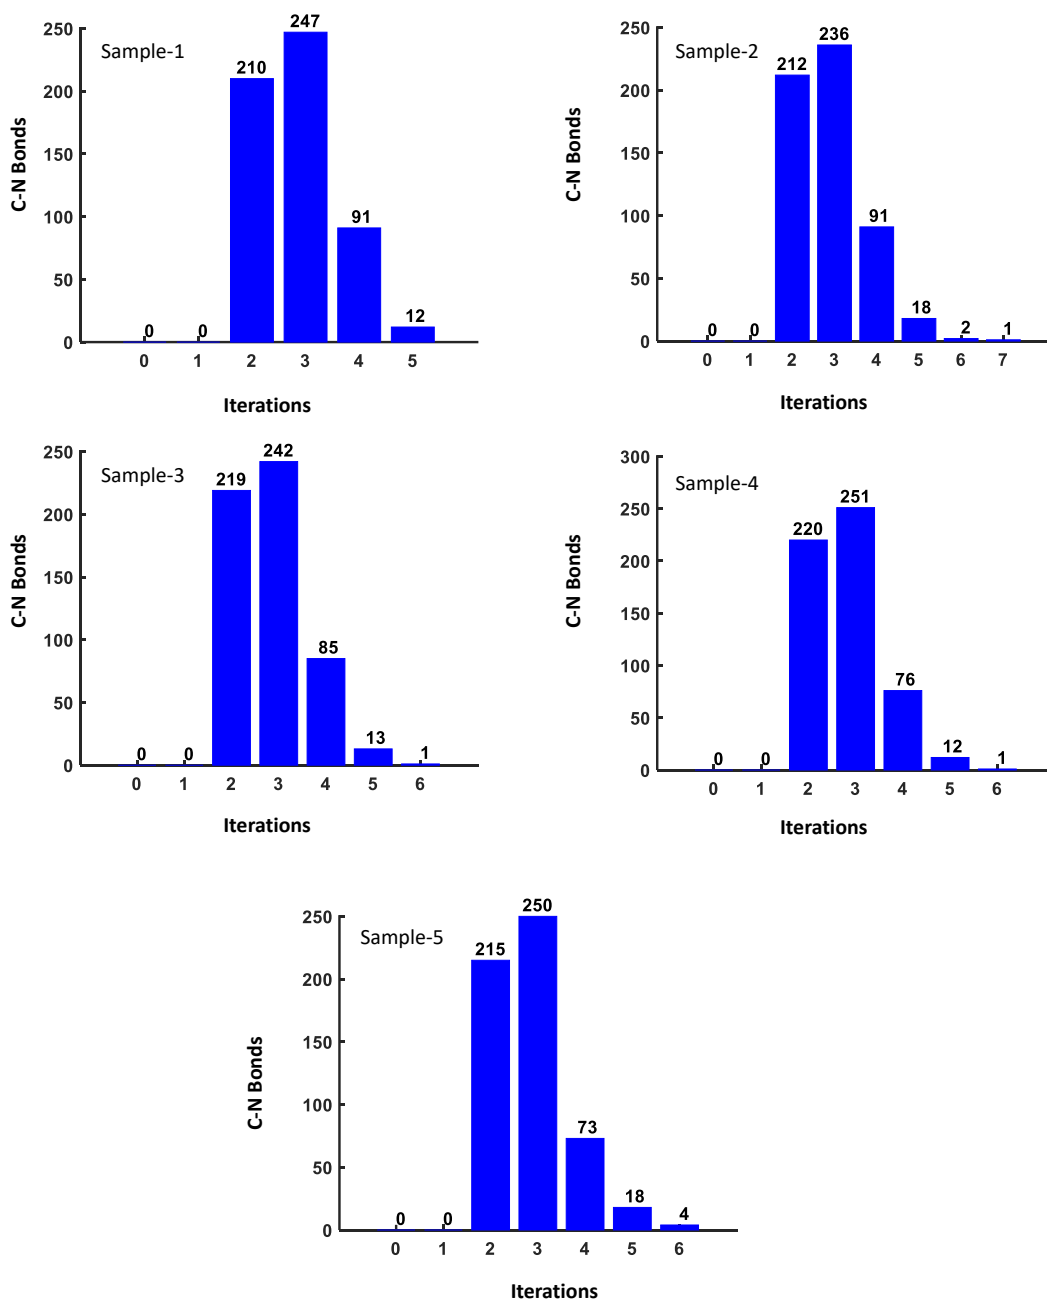 Sample-1
C-N Bonds
250
200
150
100
50
0
0 0 210 247 91 12
0 1 2 3 4 5
Iterations
Sample-2
C-N Bonds
250
200
150
100
50
0
0 0 212 236 91 18 2 1
0 1 2 3 4 5 6 7
Iterations
Sample-3
C-N Bonds
250
200
150
100
50
0
0 0 219 242 85 13 1
0 1 2 3 4 5 6
Iterations
Sample-4
C-N Bonds
300
250
200
150
100
50
0
0 0 220 251 76 12 1
0 1 2 3 4 5 6
Iterations
Sample-5
C-N Bonds
250
200
150
100
50
0
0 0 215 250 73 18 4
0 1 2 3 4 5 6
Iterations